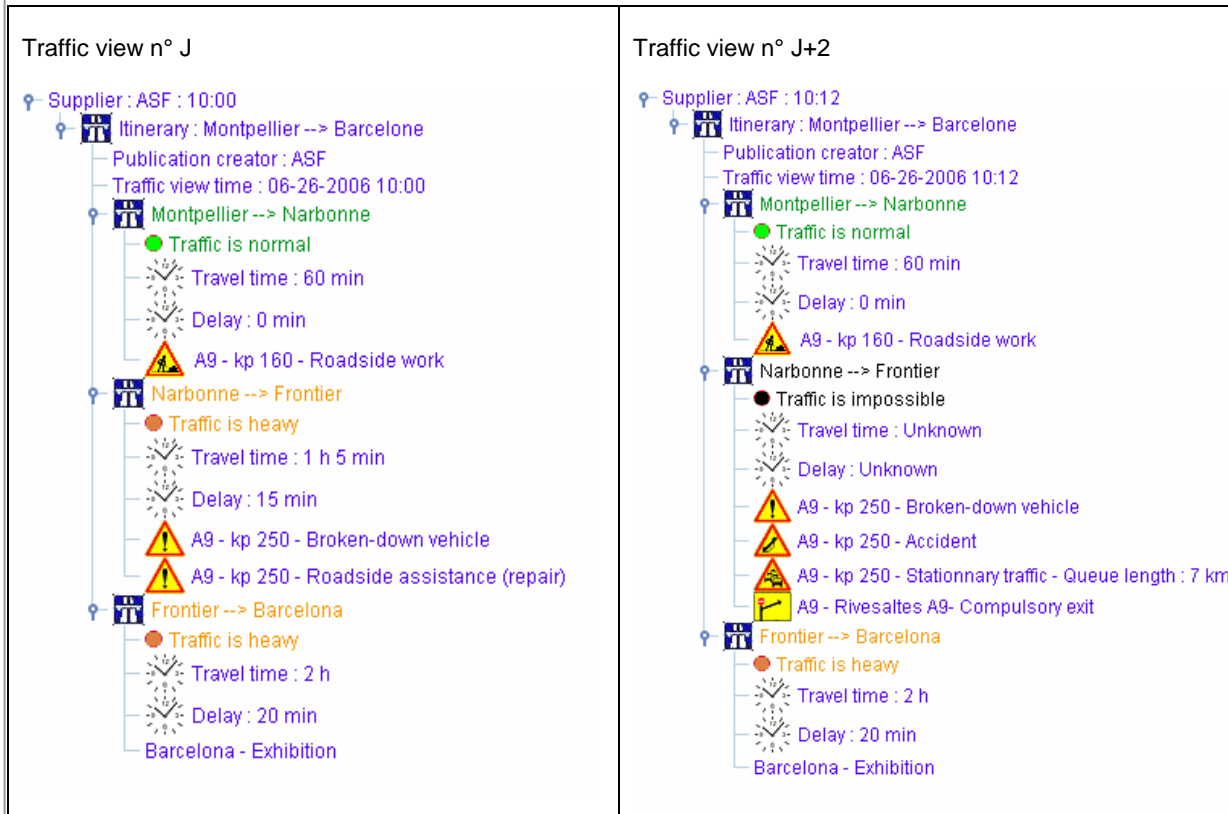 Traffic view n° J
Supplier : ASF : 10:00
Itinerary : Montpellier --> Barcelone
Publication creator : ASF
Traffic view time : 06-26-2006 10:00
Montpellier --> Narbonne
Traffic is normal
Travel time : 60 min
Delay : 0 min
A9 - kp 160 - Roadside work
Narbonne --> Frontier
Traffic is heavy
Travel time : 1 h 5 min
Delay : 15 min
A9 - kp 250 - Broken-down vehicle
A9 - kp 250 - Roadside assistance (repair)
Frontier --> Barcelona
Traffic is heavy
Travel time : 2 h
Delay : 20 min
Barcelona - Exhibition
Traffic view n° J+2
Supplier : ASF : 10:12
Itinerary : Montpellier --> Barcelone
Publication creator : ASF
Traffic view time : 06-26-2006 10:12
Montpellier --> Narbonne
Traffic is normal
Travel time : 60 min
Delay : 0 min
A9 - kp 160 - Roadside work
Narbonne --> Frontier
Traffic is impossible
Travel time : Unknown
Delay : Unknown
A9 - kp 250 - Broken-down vehicle
A9 - kp 250 - Accident
A9 - kp 250 - Stationnary traffic - Queue length : 7 km
A9 - Rivesaltes A9- Compulsory exit
Frontier --> Barcelona
Traffic is heavy
Travel time : 2 h
Delay : 20 min
Barcelona - Exhibition